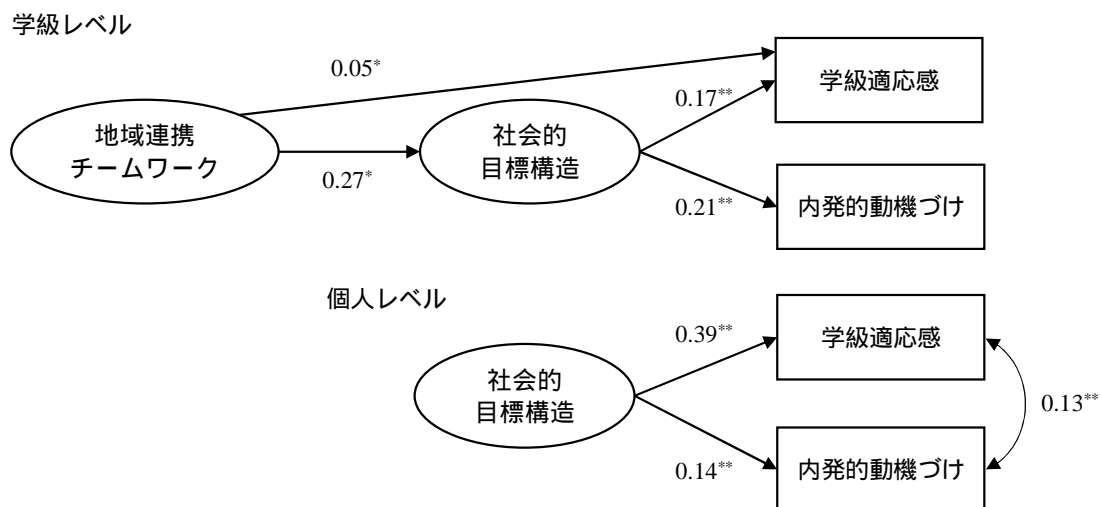 学級レベル
0.05*
学級適応感
0.17**
地域連携
チームワーク
0.27*
社会的
目標構造
0.21**
内発的動機づけ
個人レベル
0.39**
学級適応感
社会的
目標構造
0.13**
0.14**
内発的動機づけ